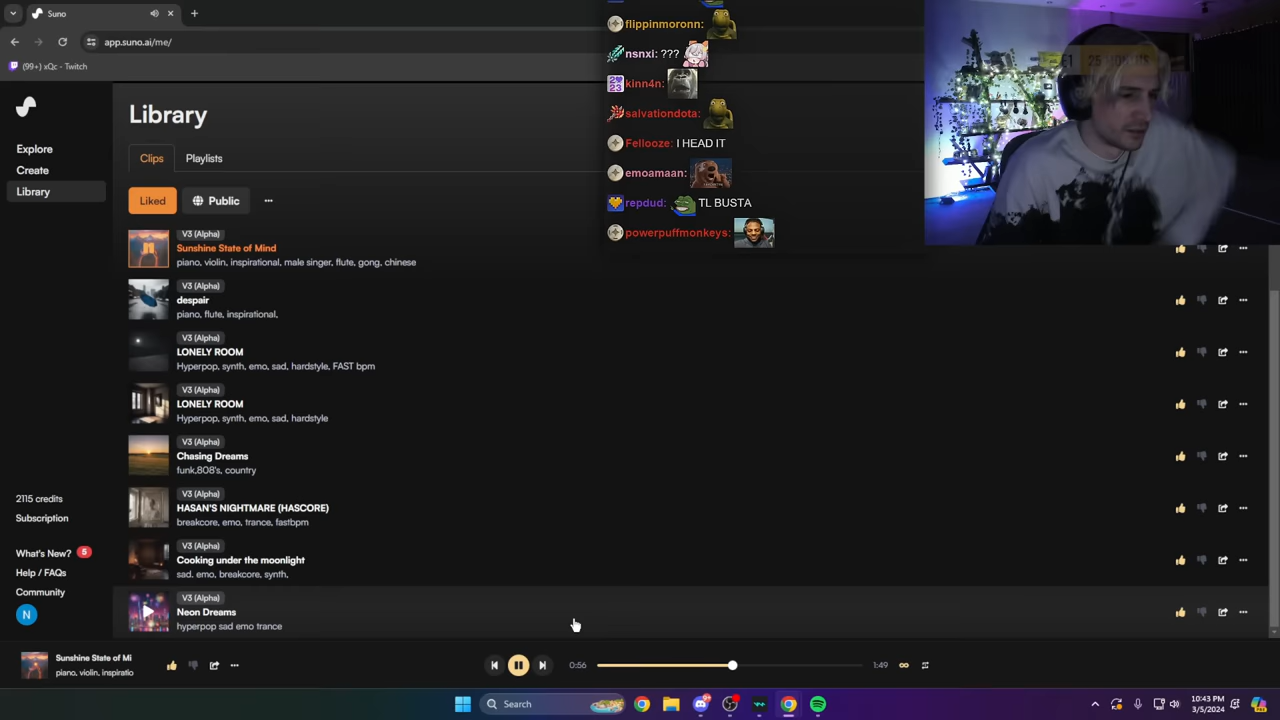 Suno
app.suno.ai/me/
(99+) xQc - Twitch
Explore
Create
Library
2115 credits
Subscription
What's New? 5
Help / FAQs
Community
N
Library
Clips Playlists
Liked Public
V3 (Alpha)
Sunshine State of Mind
piano, violin, inspirational, male singer, flute, gong, chinese
V3 (Alpha)
despair
piano, flute, inspirational,
V3 (Alpha)
LONELY ROOM
Hyperpop, synth, emo, sad, hardstyle, FAST bpm
V3 (Alpha)
LONELY ROOM
Hyperpop, synth, emo, sad, hardstyle
V3 (Alpha)
Chasing Dreams
funk,808's, country
V3 (Alpha)
HASAN'S NIGHTMARE (HASCORE)
breakcore, emo, trance, fastbpm
V3 (Alpha)
Cooking under the moonlight
sad. emo, breakcore, synth,
V3 (Alpha)
Neon Dreams
hyperpop sad emo trance
flippinmoronn:
nsnxi: ???
kinn4n:
salvationdota:
Fellooze: I HEAD IT
emoamaan:
repdud: TL BUSTA
powerpuffmonkeys:
Sunshine State of Mi
piano, violin, inspiratio
0:56 1:49
Search
10:43 PM
3/5/2024